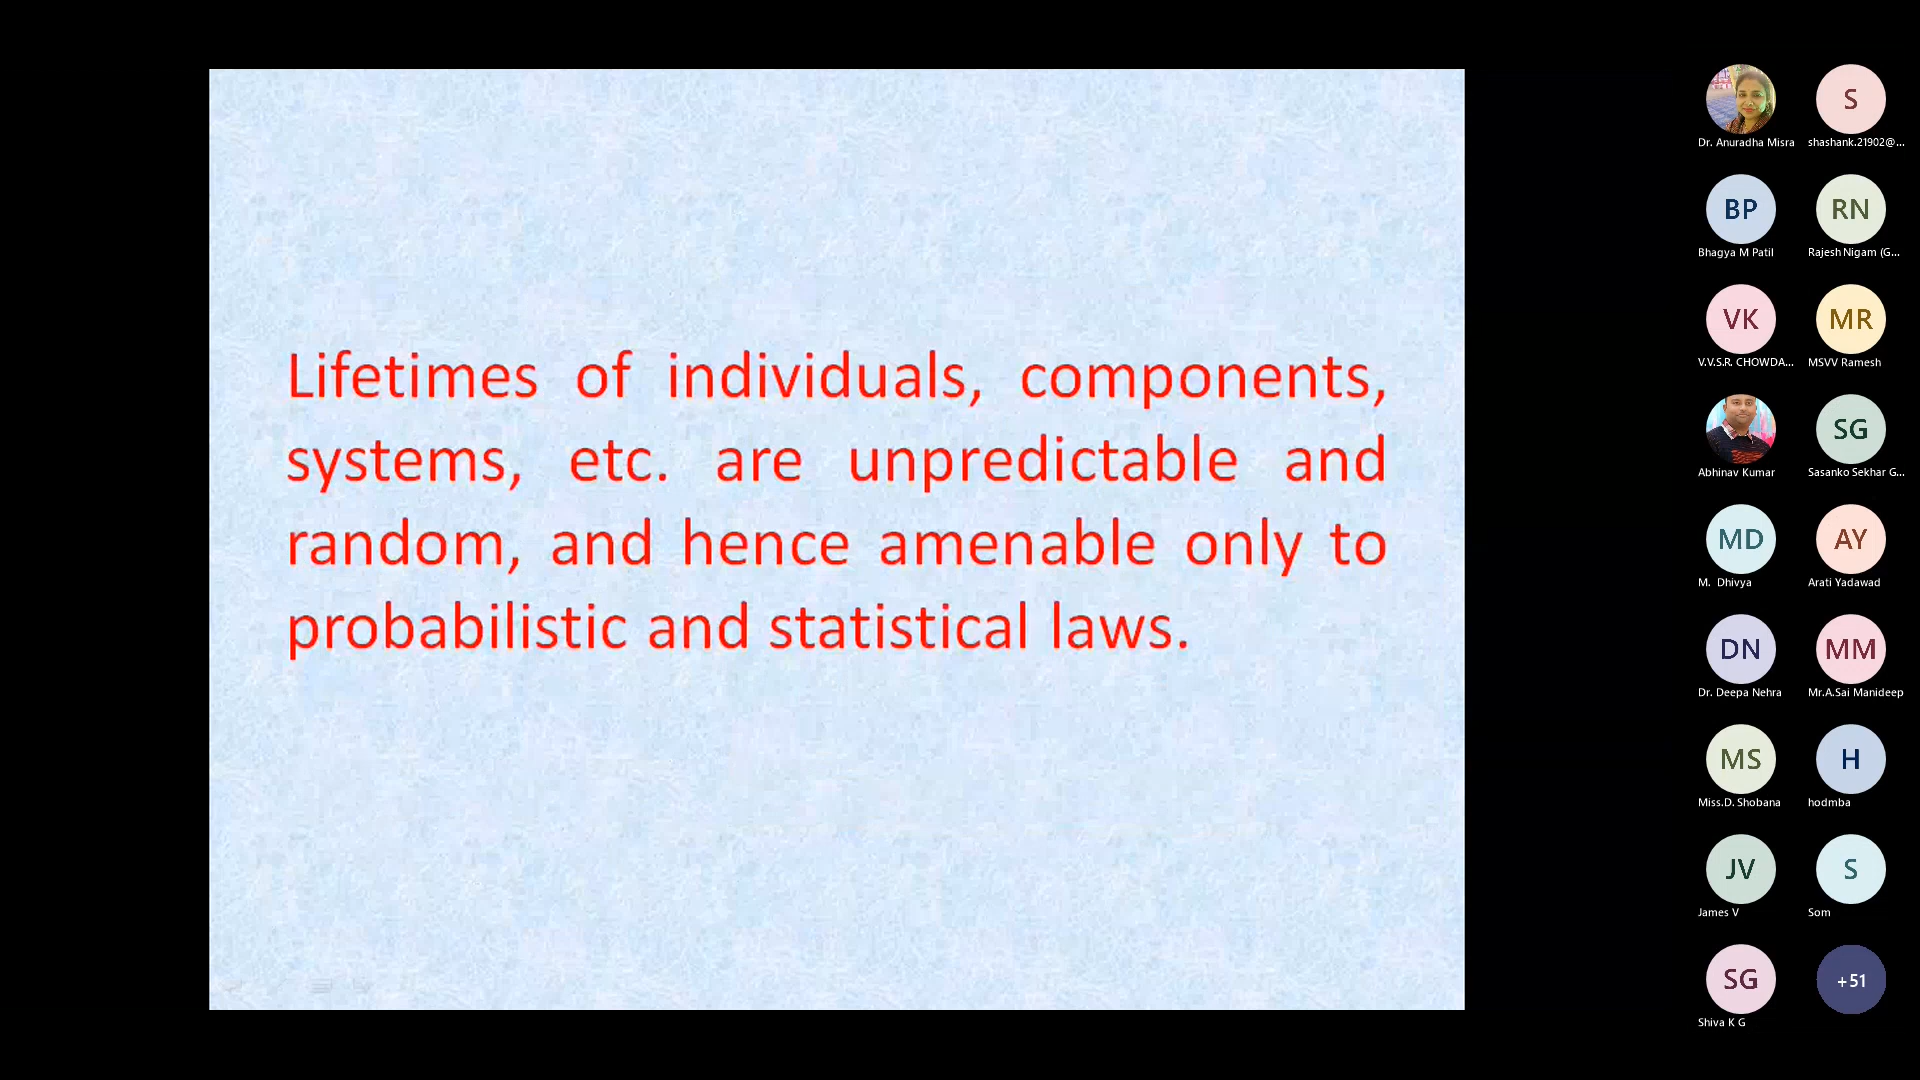 Lifetimes of individuals, components,
systems, etc. are unpredictable and
random, and hence amenable only to
probabilistic and statistical laws.
Dr. Anuradha Misra
S
shashank.21902@...
BP
Bhagya M Patil
RN
Rajesh Nigam (G...
VK
V.V.S.R. CHOWDA...
MR
MSVV Ramesh
Abhinav Kumar
SG
Sasanko Sekhar G...
MD
M. Dhivya
AY
Arati Yadawad
DN
Dr. Deepa Nehra
MM
Mr.A.Sai Manideep
MS
Miss.D. Shobana
H
hodmba
JV
James V
S
Som
SG
Shiva K G
+51